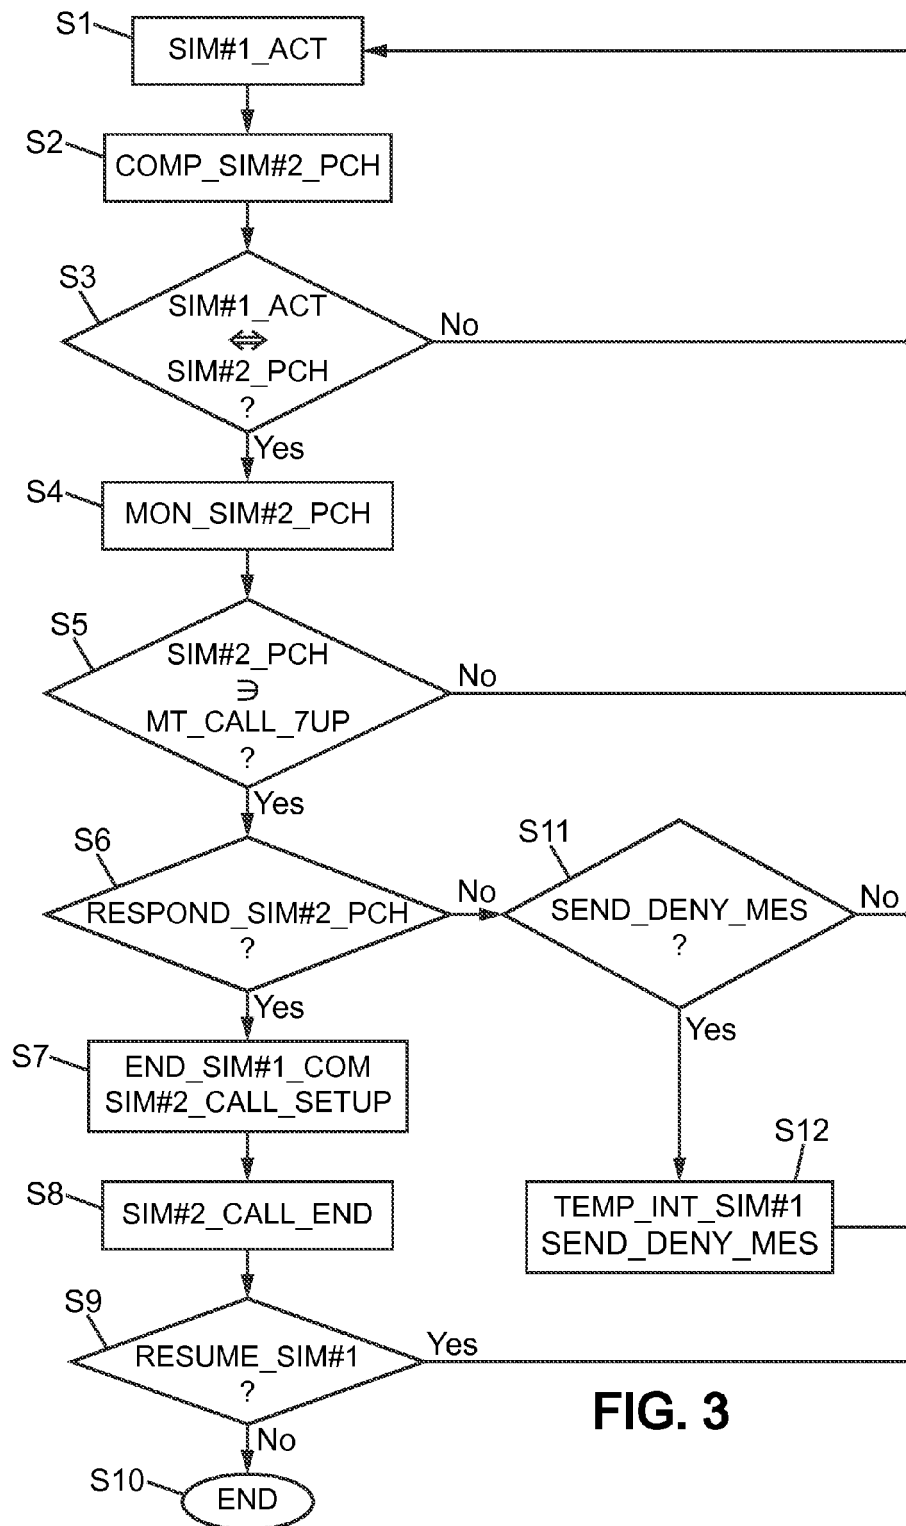 S1
SIM#1_ACT
S2
COMP_SIM#2_PCH
S3
SIM#1_ACT
⇔
SIM#2_PCH
?
No
Yes
S4
MON_SIM#2_PCH
S5
SIM#2_PCH
∋
MT_CALL_7UP
?
No
Yes
S6
RESPOND_SIM#2_PCH
?
No
Yes
S11
SEND_DENY_MES
?
No
Yes
S7
END_SIM#1_COM
SIM#2_CALL_SETUP
S12
TEMP_INT_SIM#1
SEND_DENY_MES
S8
SIM#2_CALL_END
S9
RESUME_SIM#1
?
Yes
No
S10
END
FIG. 3